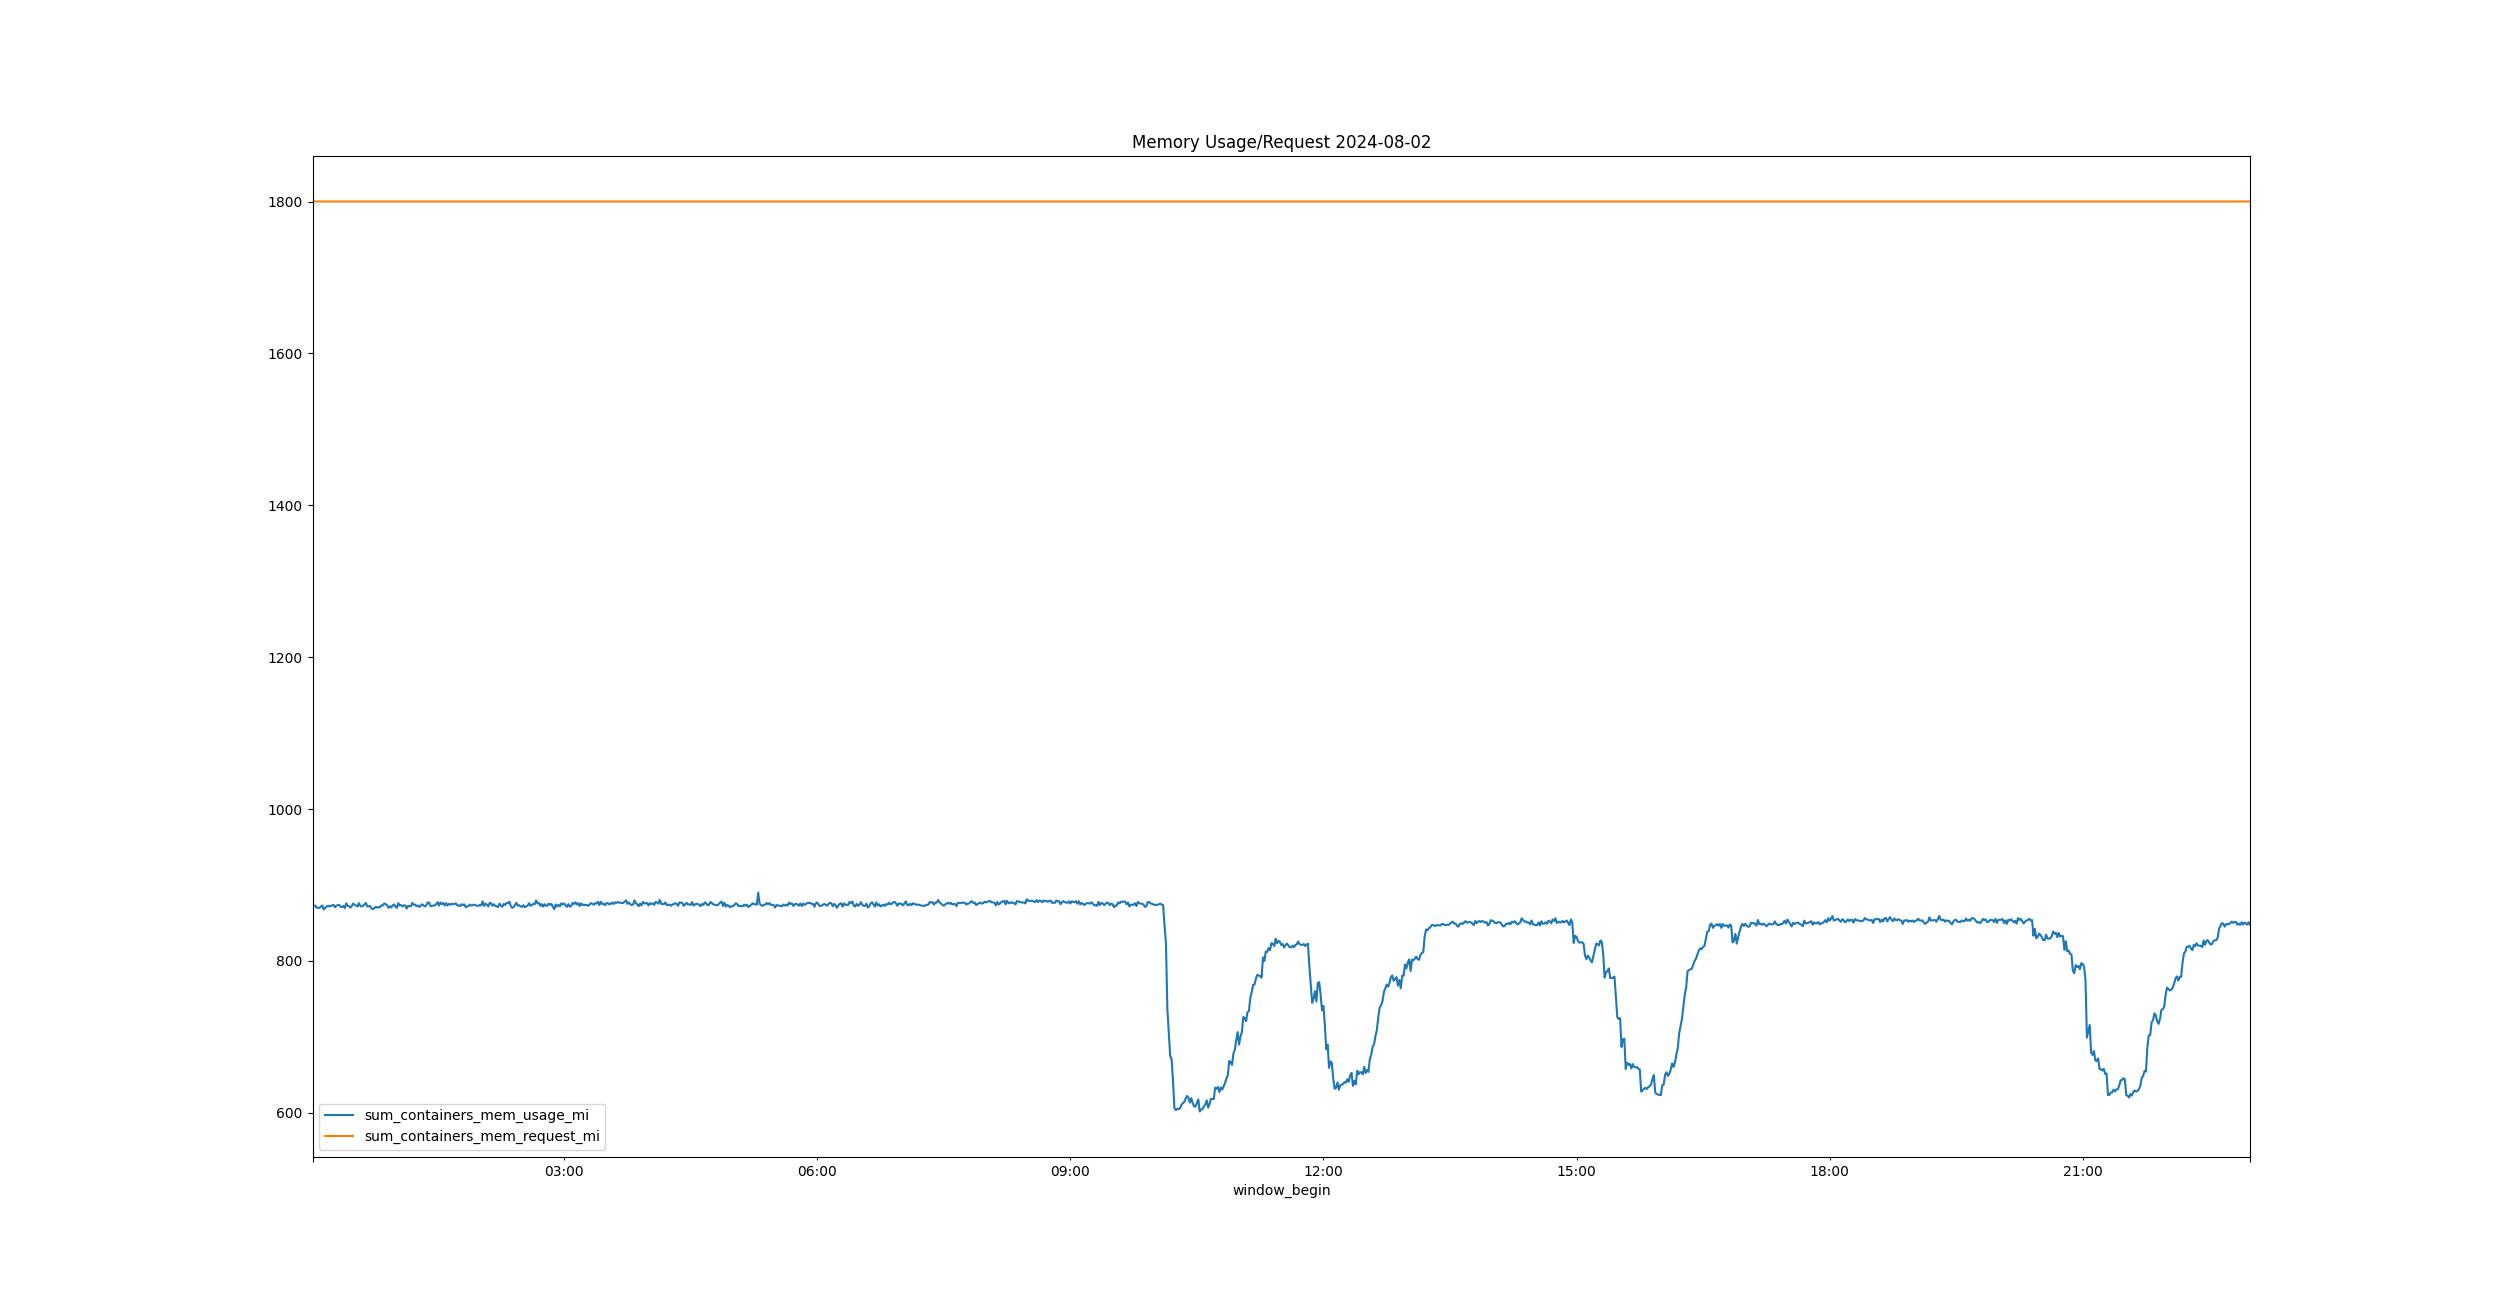 Memory Usage/Request 2024-08-02
1800
1600
1400
1200
1000
800
600
sum_containers_mem_usage_mi
sum_containers_mem_request_mi
03:00 06:00 09:00 12:00 15:00 18:00 21:00
window_begin